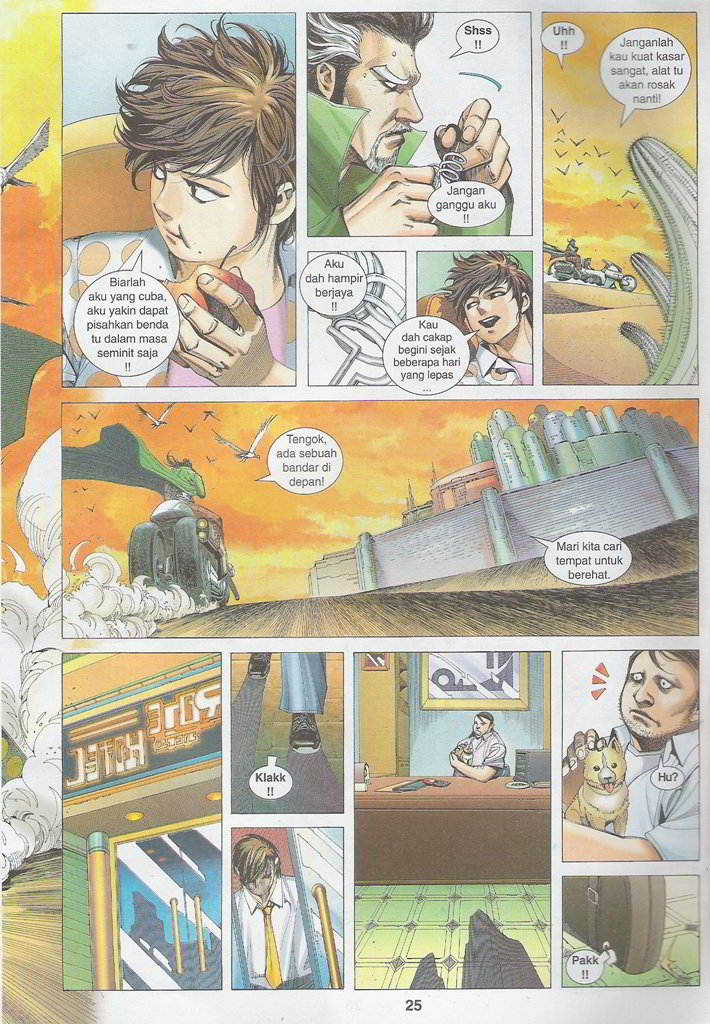 Biarlah
aku yang cuba,
aku yakin dapat
pisahkan benda
tu dalam masa
seminit saja
!!
Shss
!!
Jangan
ganggu aku
!!
Aku
dah hampir
berjaya
!!
Kau
dah cakap
begini sejak
beberapa hari
yang lepas
...
Uhh
!!
Janganlah
kau kuat kasar
sangat, alat tu
akan rosak
nanti!
Tengok,
ada sebuah
bandar di
depan!
Mari kita cari
tempat untuk
berehat.
HOTEL
Klakk
!!
Hu?
Pakk
!!
25